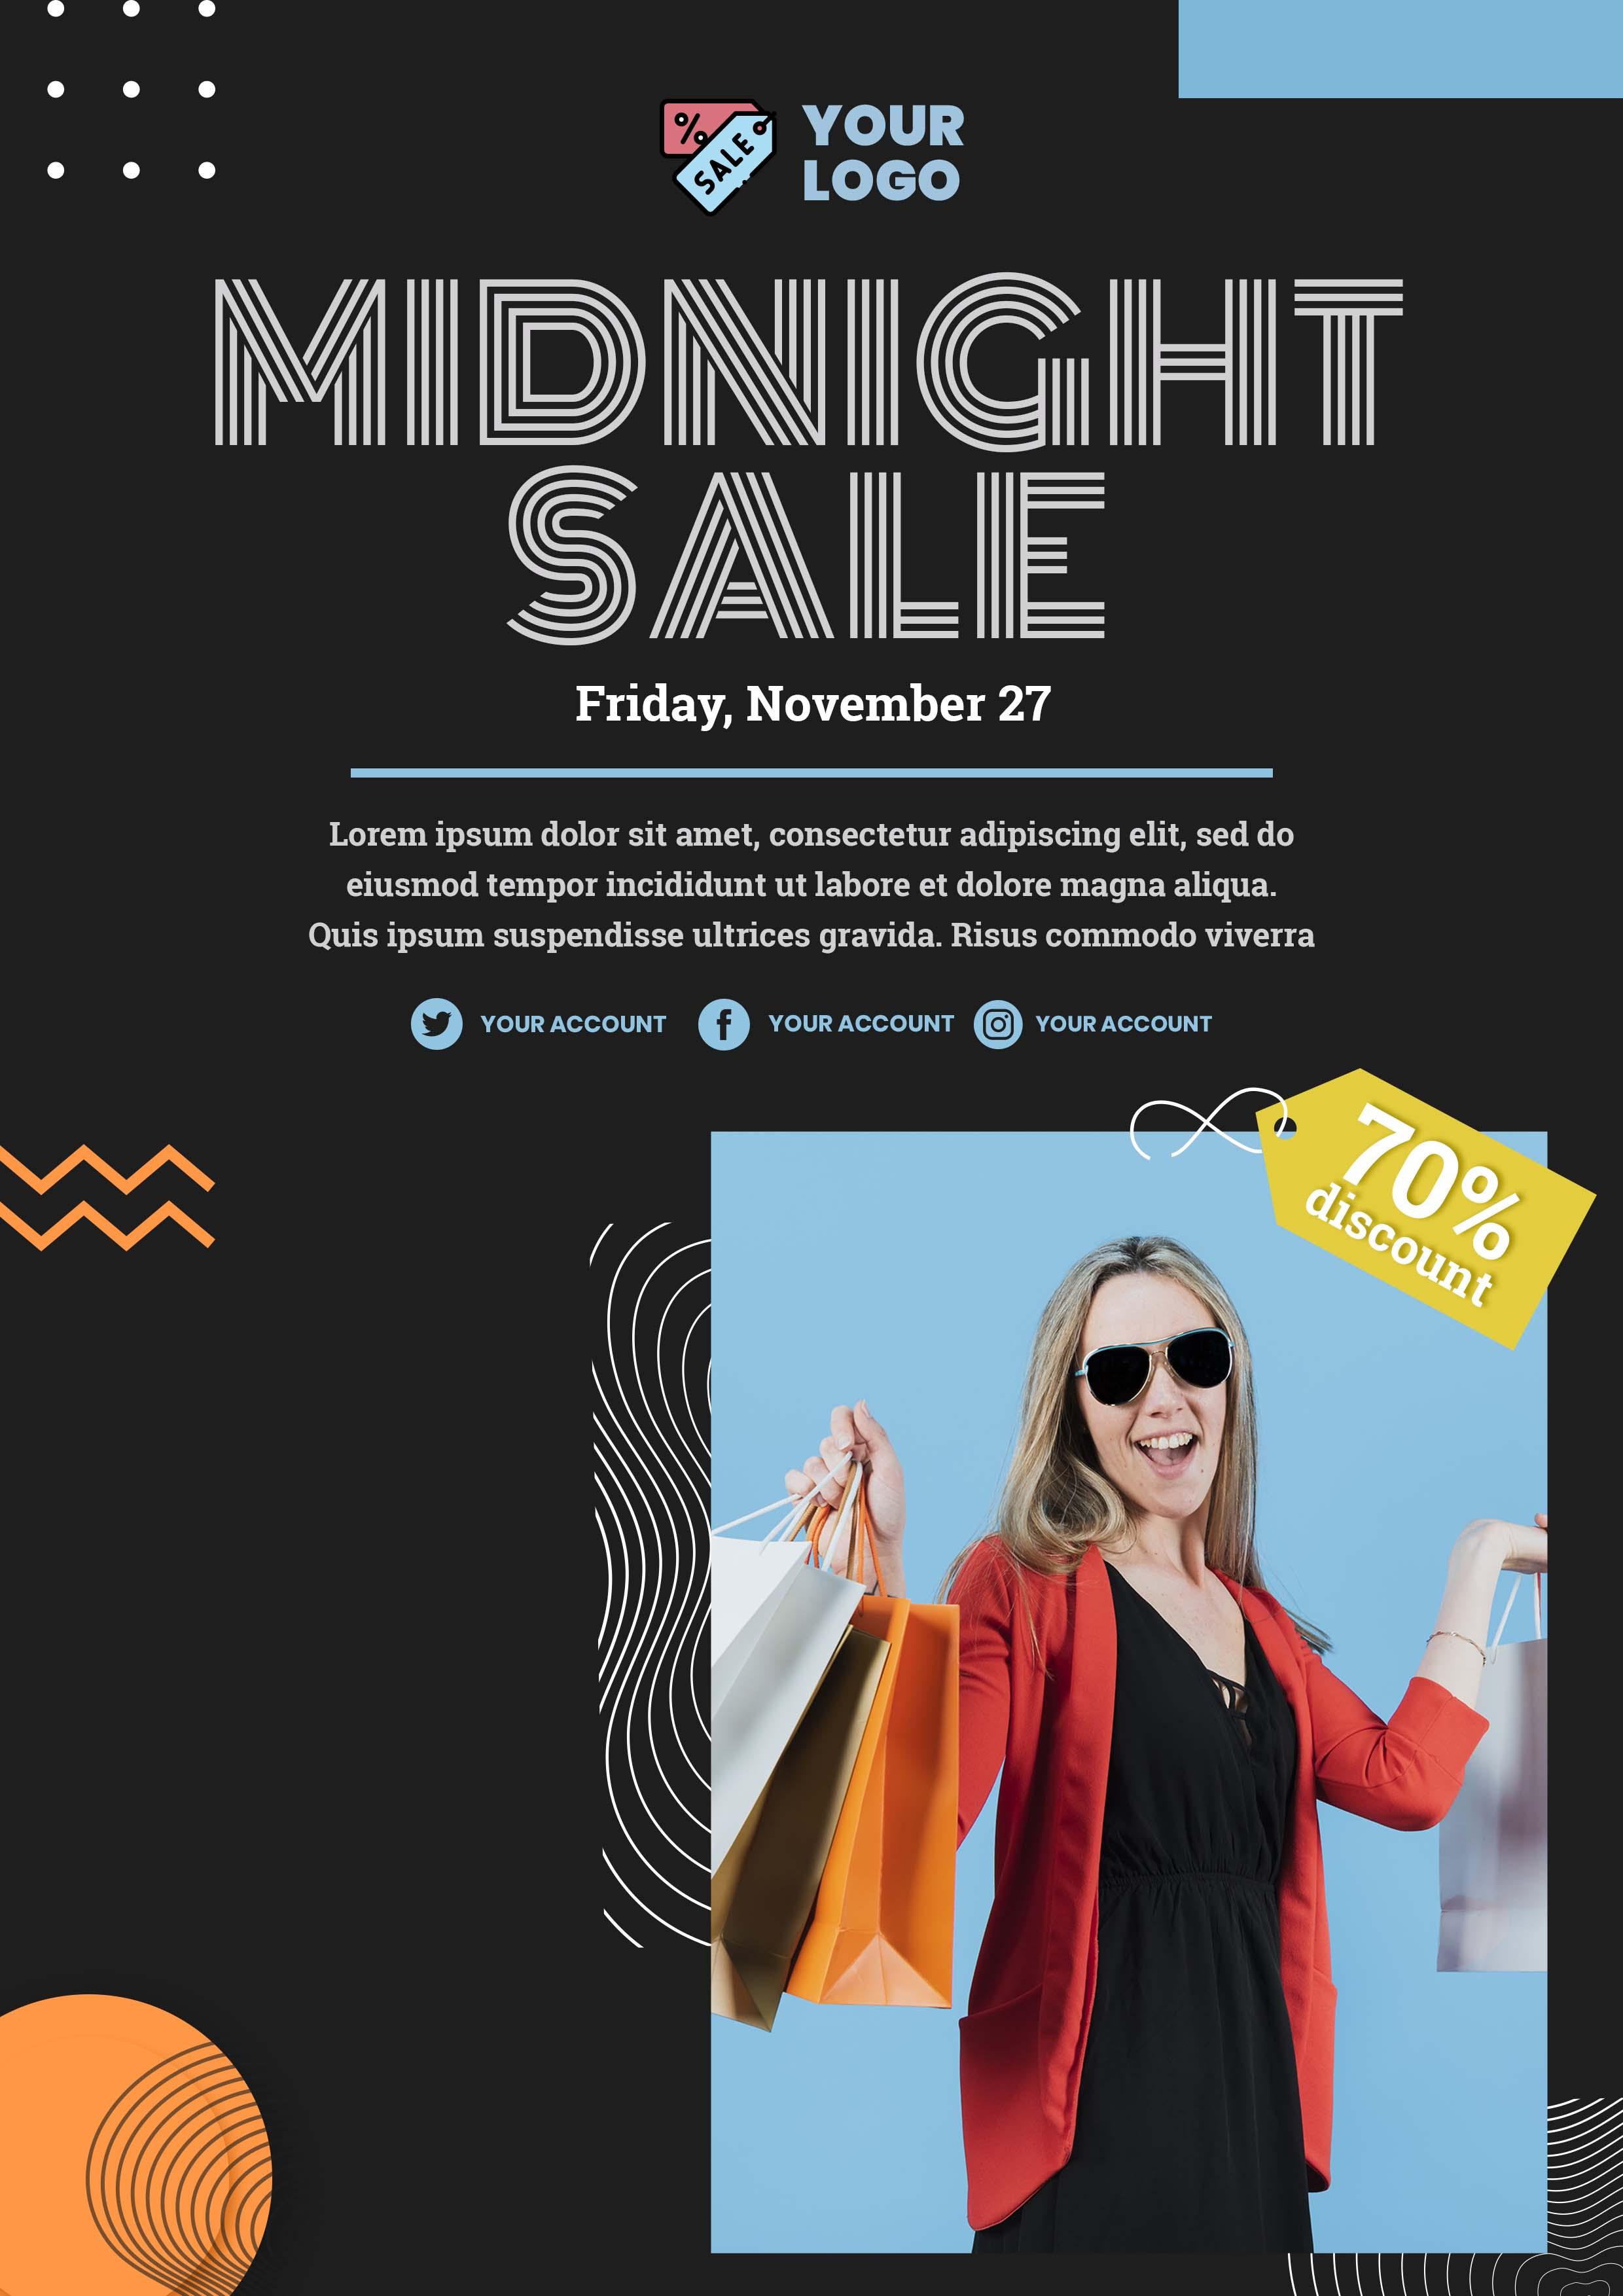 % SALE
YOUR
LOGO
MIDNIGHT
SALE
Friday, November 27
Lorem ipsum dolor sit amet, consectetur adipiscing elit, sed do
eiusmod tempor incididunt ut labore et dolore magna aliqua.
Quis ipsum suspendisse ultrices gravida. Risus commodo viverra
YOUR ACCOUNT YOUR ACCOUNT YOUR ACCOUNT
70%
discount